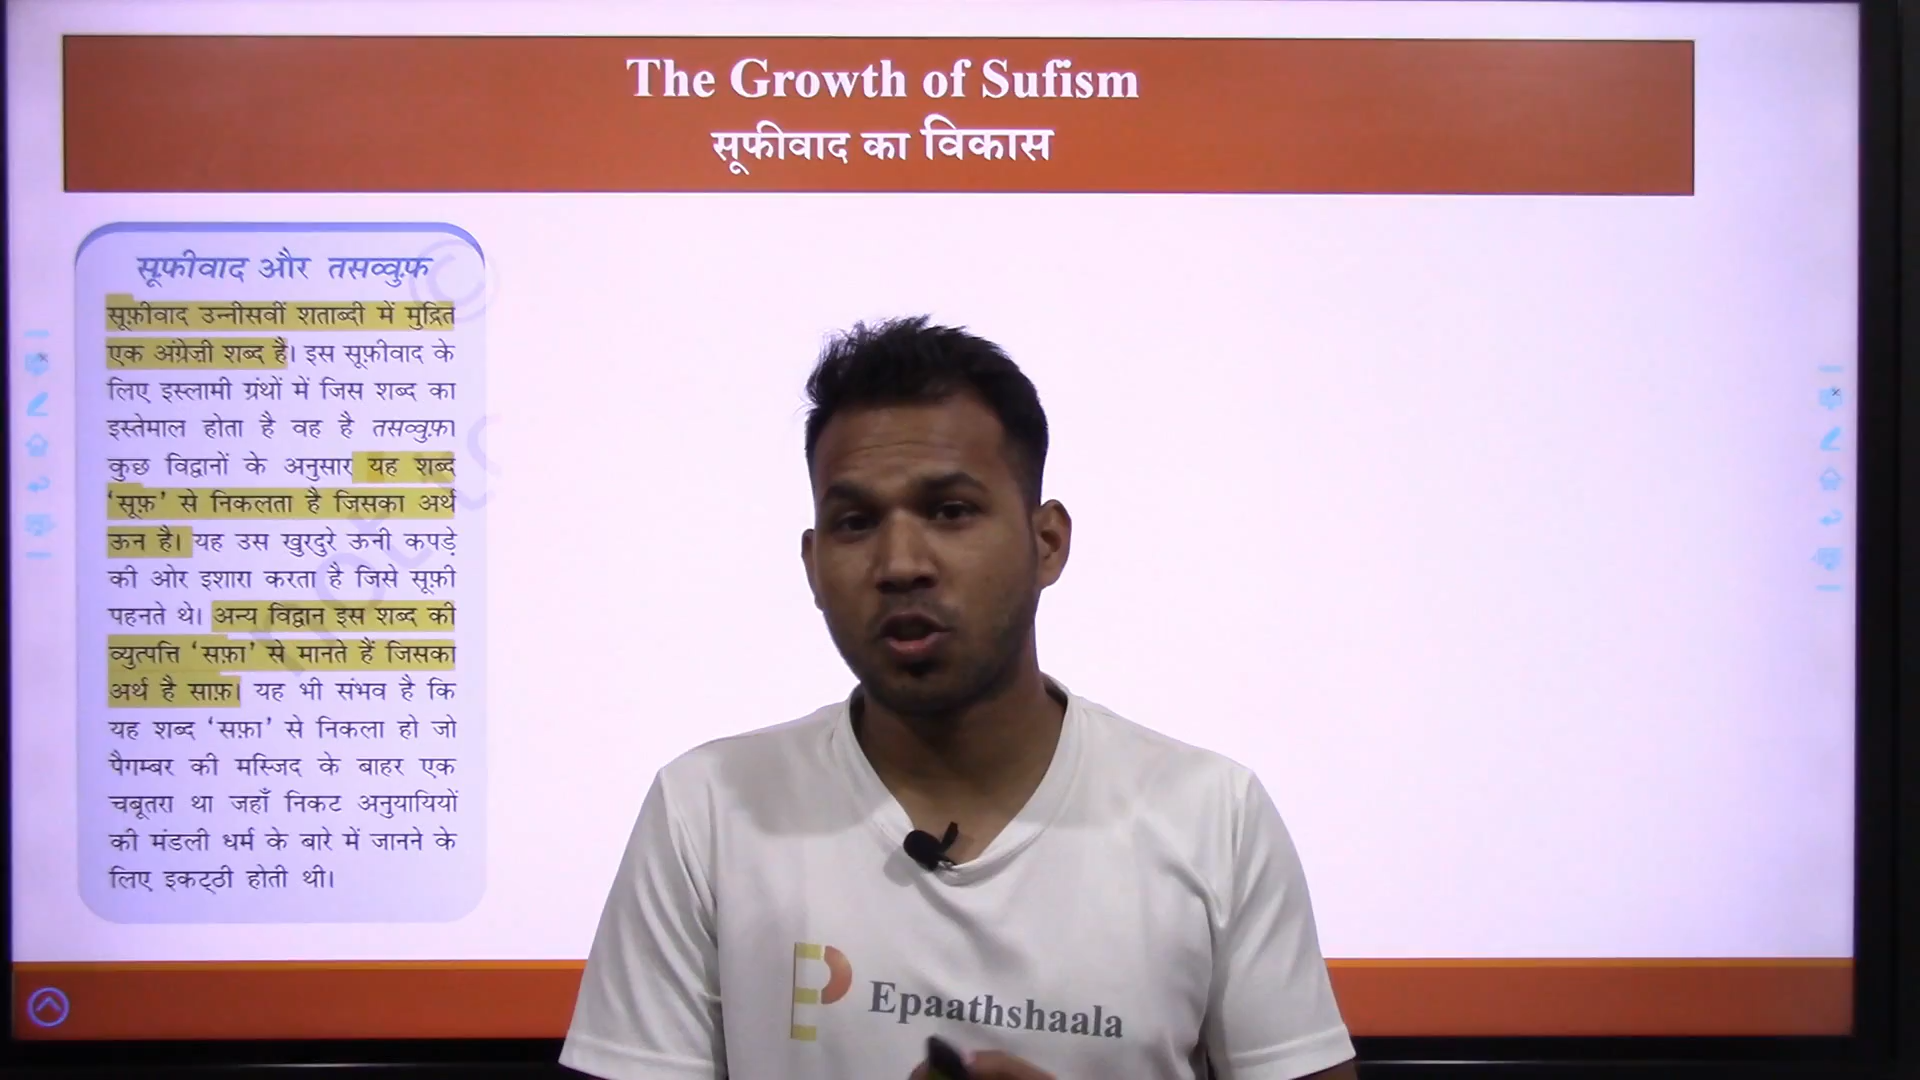 The Growth of Sufism
सूफीवाद का विकास
सूफ़ीवाद और तसव्वुफ़
सूफ़ीवाद उन्नीसवीं शताब्दी में मुद्रित
एक अंग्रेज़ी शब्द है। इस सूफ़ीवाद के
लिए इस्लामी ग्रंथों में जिस शब्द का
इस्तेमाल होता है वह है तसव्वुफ़।
कुछ विद्वानों के अनुसार यह शब्द
‘सूफ़’ से निकलता है जिसका अर्थ
ऊन है। यह उस खुरदुरे ऊनी कपड़े
की ओर इशारा करता है जिसे सूफ़ी
पहनते थे। अन्य विद्वान इस शब्द की
व्युत्पत्ति ‘सफ़ा’ से मानते हैं जिसका
अर्थ है साफ़। यह भी संभव है कि
यह शब्द ‘सफ़ा’ से निकला हो जो
पैगम्बर की मस्जिद के बाहर एक
चबूतरा था जहाँ निकट अनुयायियों
की मंडली धर्म के बारे में जानने के
लिए इकट्ठी होती थी।
Epaathshaala